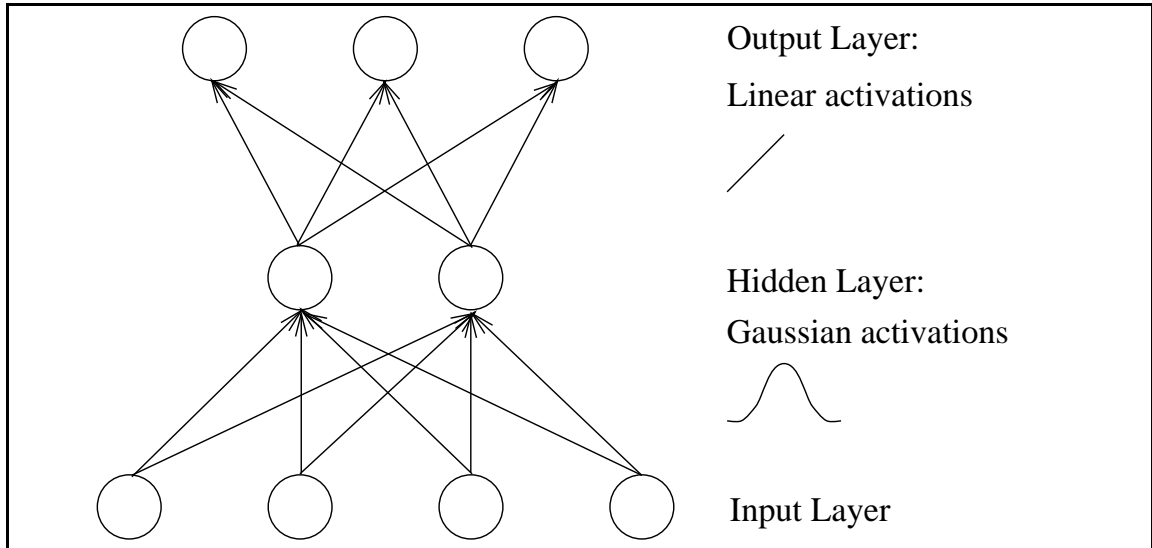 Output Layer:
Linear activations
Hidden Layer:
Gaussian activations
Input Layer